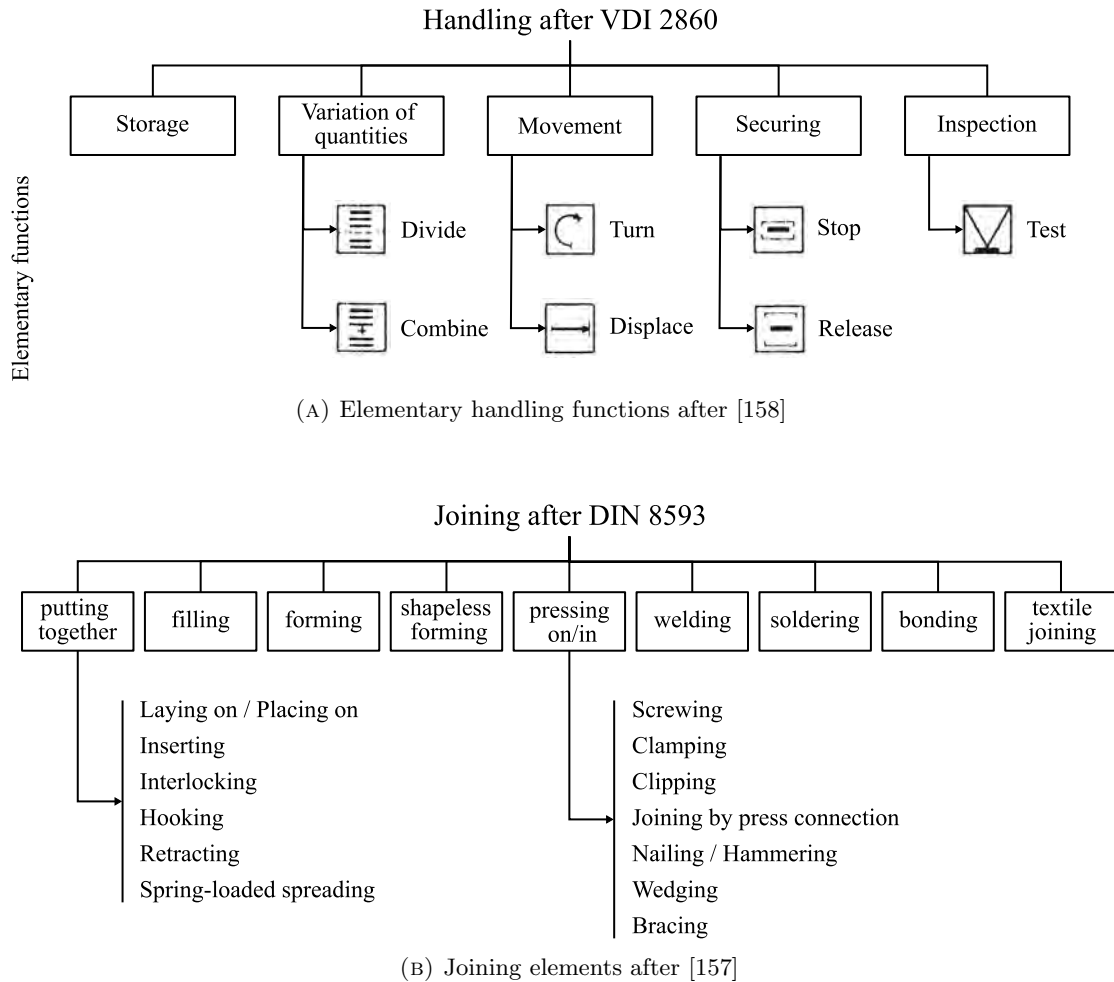 Handling after VDI 2860
Storage
Variation of
quantities
Movement
Securing
Inspection
Elementary functions
Divide
Turn
Stop
Test
Combine
Displace
Release
(A) Elementary handling functions after [158]
Joining after DIN 8593
putting
together
filling
forming
shapeless
forming
pressing
on/in
welding
soldering
bonding
textile
joining
Laying on / Placing on
Inserting
Interlocking
Hooking
Retracting
Spring-loaded spreading
Screwing
Clamping
Clipping
Joining by press connection
Nailing / Hammering
Wedging
Bracing
(B) Joining elements after [157]